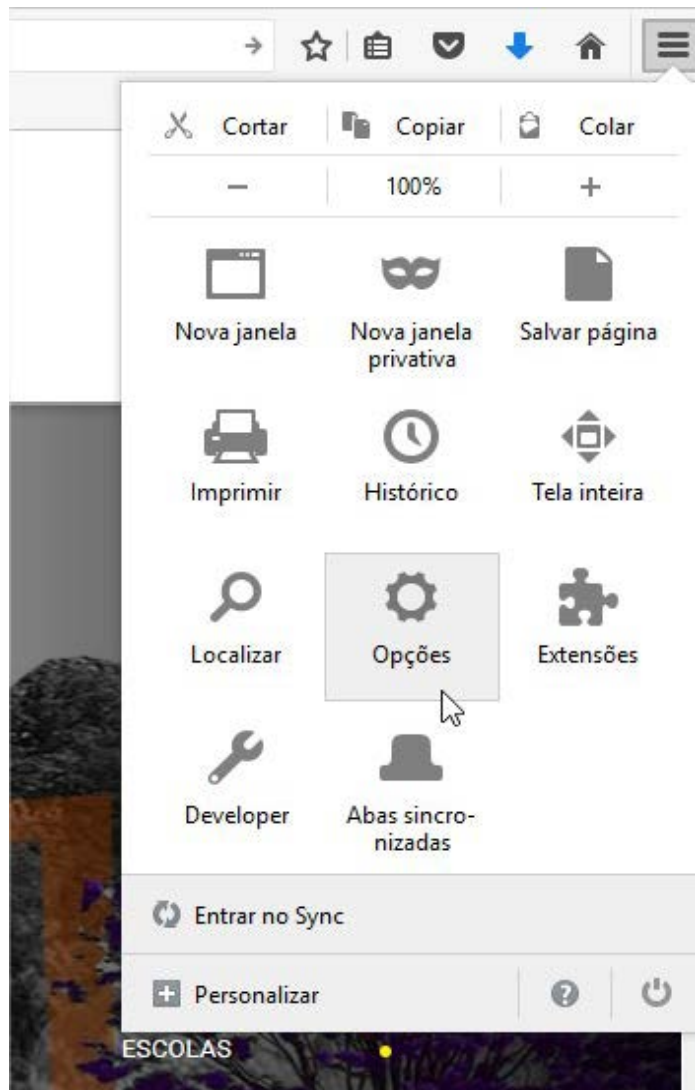 Cortar
Copiar
Colar
100%
Nova janela
Nova janela
privativa
Salvar página
Imprimir
Histórico
Tela inteira
Localizar
Opções
Extensões
Developer
Abas sincro-
nizadas
Entrar no Sync
Personalizar
ESCOLAS